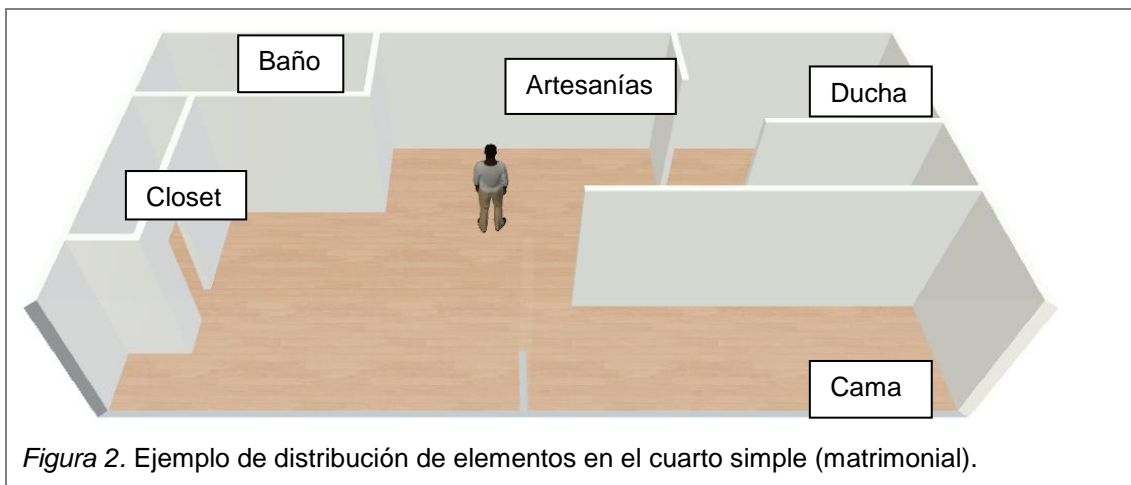 Baño
Artesanías
Ducha
Closet
Cama
Figura 2. Ejemplo de distribución de elementos en el cuarto simple (matrimonial).